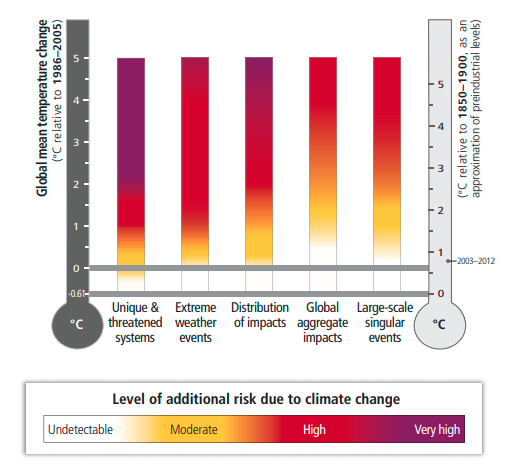 Global mean temperature change
(°C relative to 1986–2005)
5
4
3
2
1
0
-0.61
°C
Unique &
threatened
systems
Extreme
weather
events
Distribution
of impacts
Global
aggregate
impacts
Large-scale
singular
events
(°C relative to 1850–1900, as an
approximation of preindustrial levels)
5
4
3
2
1
2003–2012
0
°C
Level of additional risk due to climate change
Undetectable Moderate High Very high